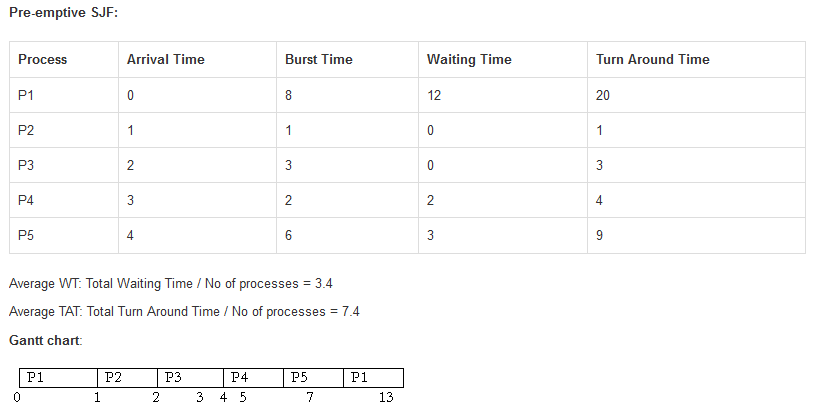 Pre-emptive SJF:
Process Arrival Time Burst Time Waiting Time Turn Around Time
P1 0 8 12 20
P2 1 1 0 1
P3 2 3 0 3
P4 3 2 2 4
P5 4 6 3 9
Average WT: Total Waiting Time / No of processes = 3.4
Average TAT: Total Turn Around Time / No of processes = 7.4
Gantt chart:
P1 P2 P3 P4 P5 P1
0 1 2 3 4 5 7 13